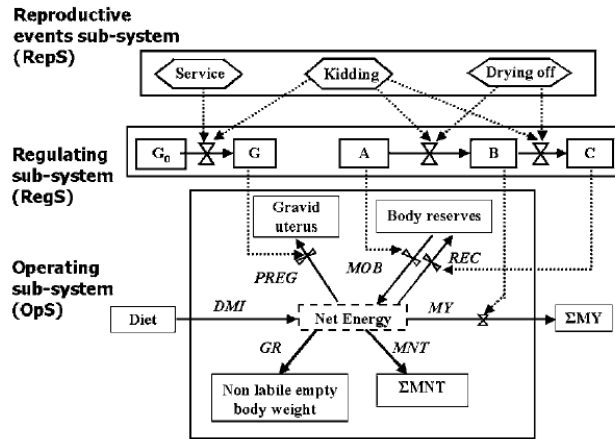 Reproductive
events sub-system
(RepS)
Service
Kidding
Drying off
Regulating
sub-system
(RegS)
G₀
G
A
B
C
Operating
sub-system
(OpS)
Gravid
uterus
Body reserves
PREG
MOB
REC
Diet
DMI
Net Energy
MY
ΣMY
GR
MNT
Non labile empty
body weight
ΣMNT